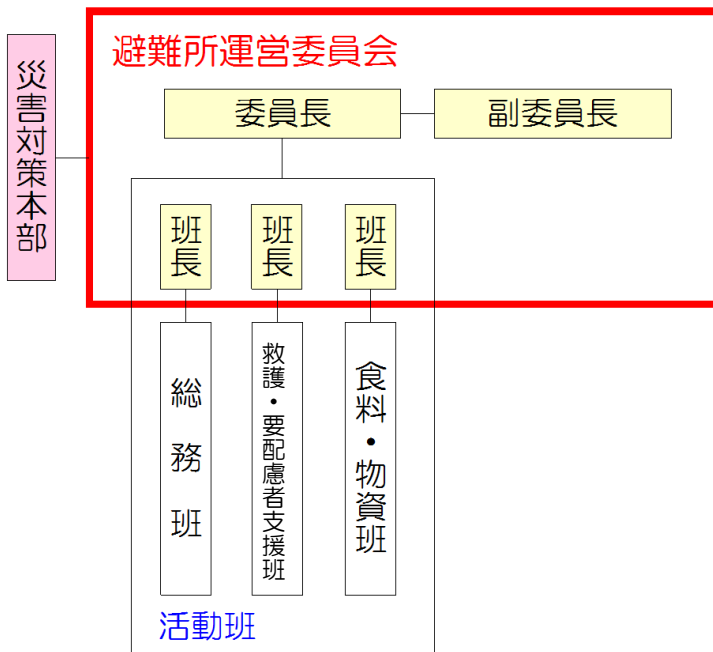 災害対策本部
避難所運営委員会
委員長
副委員長
班長
班長
班長
総務班
救護・要配慮者支援班
食料・物資班
活動班